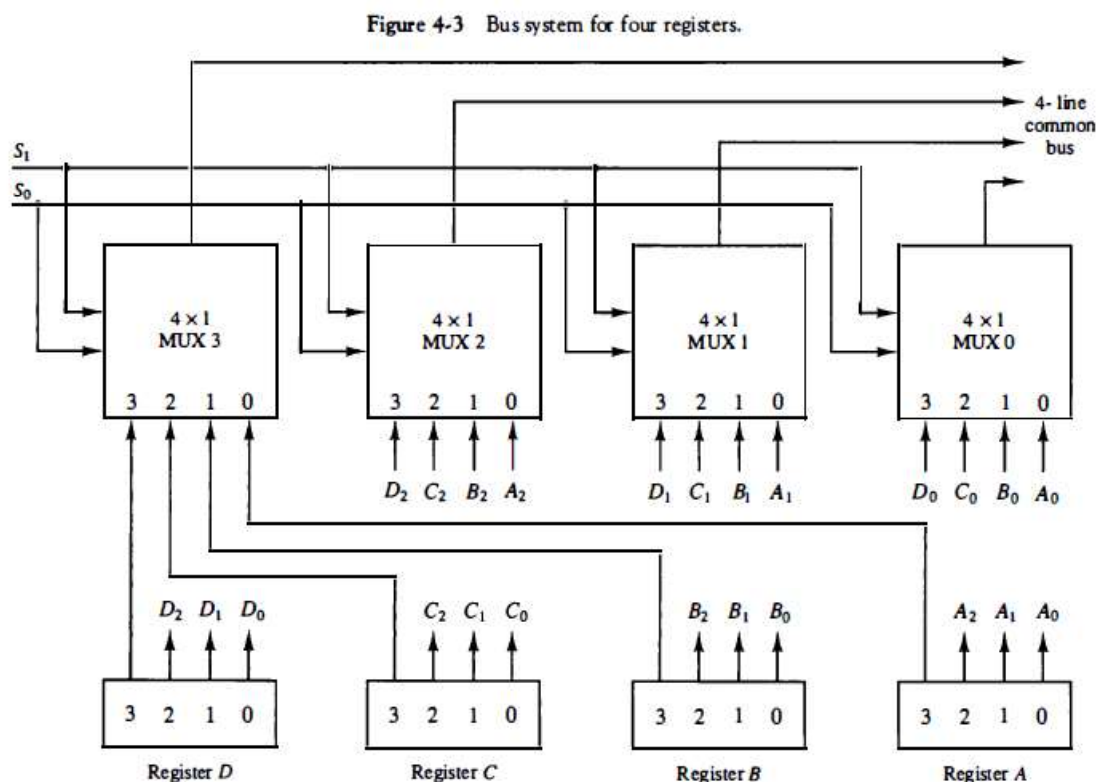 Figure 4-3 Bus system for four registers.
4- line
common
bus
S₁
S₀
4 × 1
MUX 3
4 × 1
MUX 2
4 × 1
MUX 1
4 × 1
MUX 0
3 2 1 0
3 2 1 0
3 2 1 0
3 2 1 0
D₂ C₂ B₂ A₂
D₁ C₁ B₁ A₁
D₀ C₀ B₀ A₀
D₂ D₁ D₀
C₂ C₁ C₀
B₂ B₁ B₀
A₂ A₁ A₀
3 2 1 0
3 2 1 0
3 2 1 0
3 2 1 0
Register D
Register C
Register B
Register A